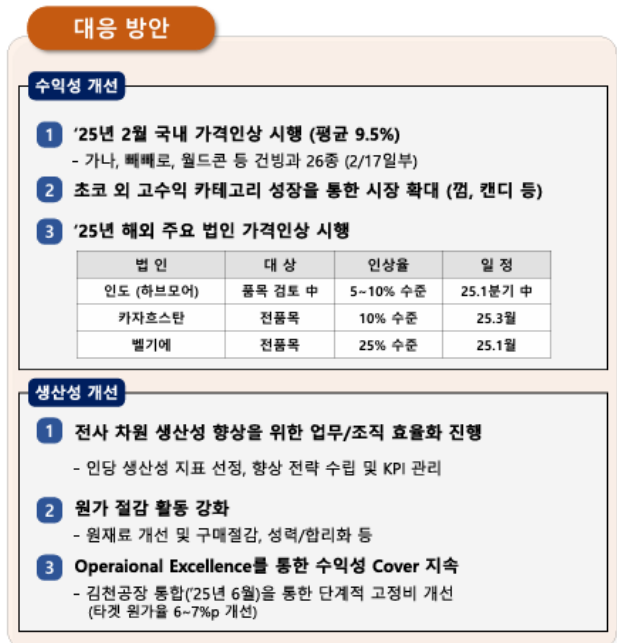 대응 방안
수익성 개선
1 ’25년 2월 국내 가격인상 시행 (평균 9.5%)
- 가나, 빼빼로, 월드콘 등 건빙과 26종 (2/17일부)
2 초코 외 고수익 카테고리 성장을 통한 시장 확대 (껌, 캔디 등)
3 ’25년 해외 주요 법인 가격인상 시행
법 인 대 상 인상율 일 정
인도 (하브모어) 품목 검토 中 5~10% 수준 25.1분기 中
카자흐스탄 전품목 10% 수준 25.3월
벨기에 전품목 25% 수준 25.1월
생산성 개선
1 전사 차원 생산성 향상을 위한 업무/조직 효율화 진행
- 인당 생산성 지표 선정, 향상 전략 수립 및 KPI 관리
2 원가 절감 활동 강화
- 원재료 개선 및 구매절감, 성력/합리화 등
3 Operaional Excellence를 통한 수익성 Cover 지속
- 김천공장 통합(’25년 6월)을 통한 단계적 고정비 개선
(타겟 원가율 6~7%p 개선)